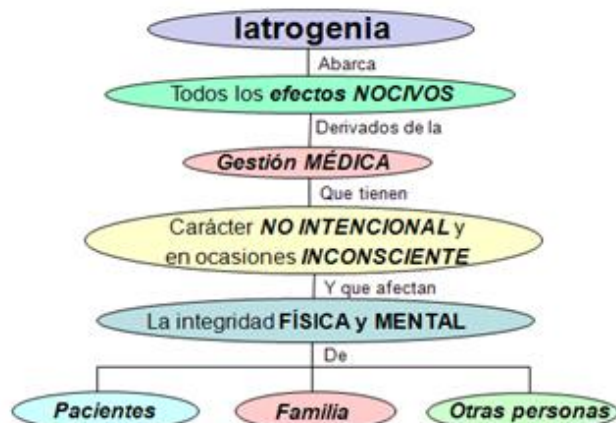 Iatrogenia
Abarca
Todos los efectos NOCIVOS
Derivados de la
Gestión MÉDICA
Que tienen
Carácter NO INTENCIONAL y
en ocasiones INCONSCIENTE
Y que afectan
La integridad FÍSICA y MENTAL
De
Pacientes
Familia
Otras personas